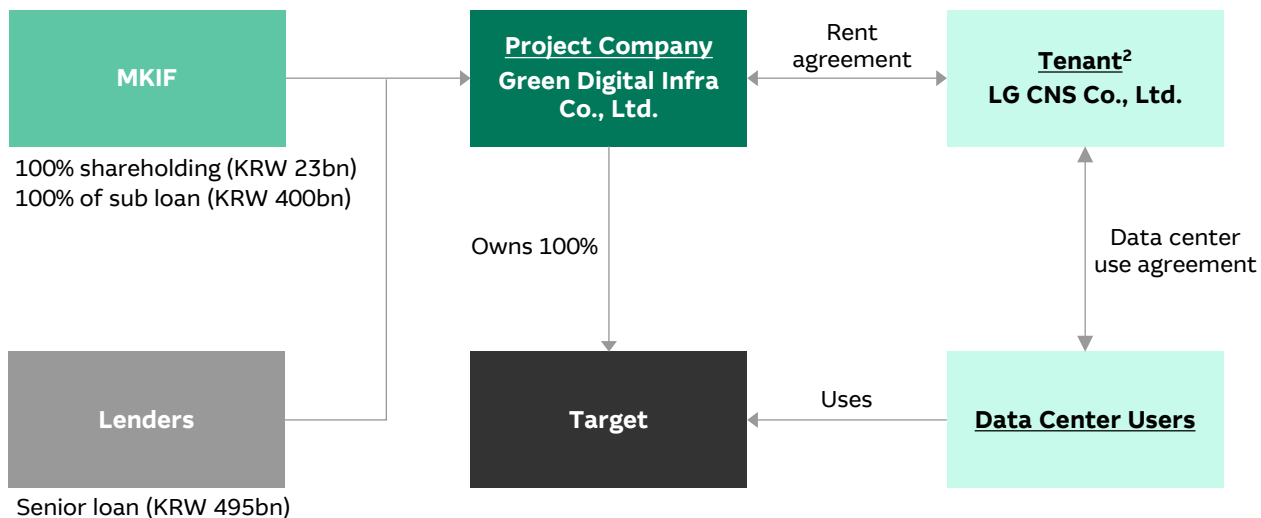 MKIF
100% shareholding (KRW 23bn)
100% of sub loan (KRW 400bn)
Project Company
Green Digital Infra
Co., Ltd.
Rent
agreement
Tenant²
LG CNS Co., Ltd.
Owns 100%
Data center
use agreement
Lenders
Senior loan (KRW 495bn)
Target
Uses
Data Center Users